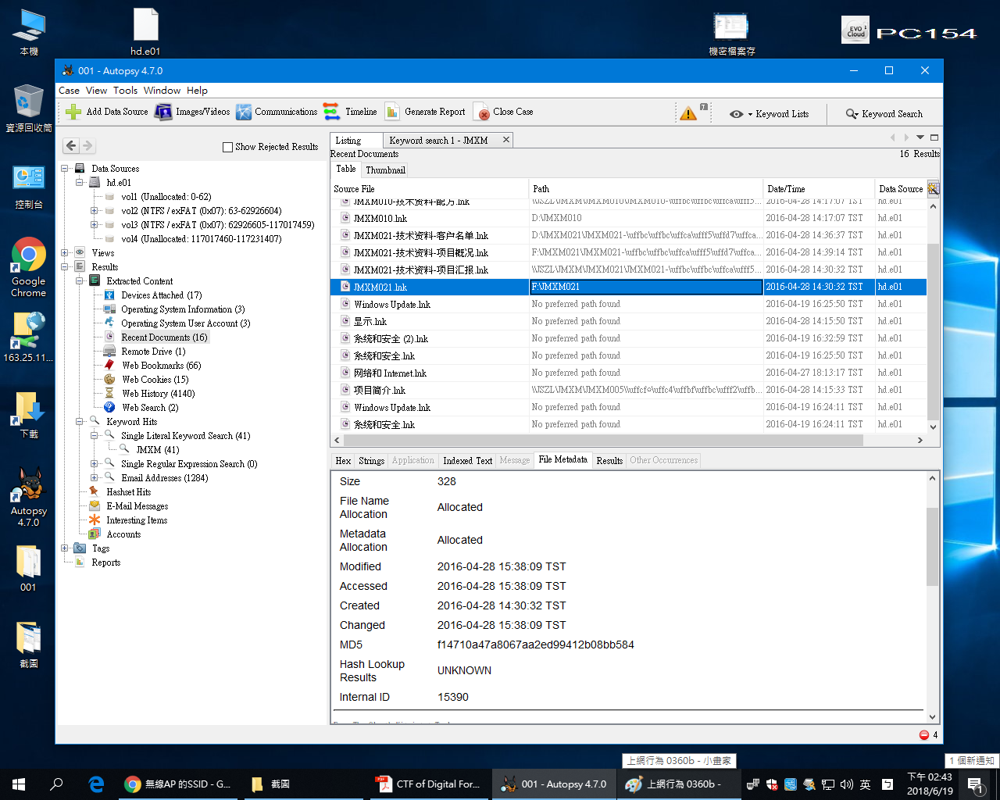 本機
hd.e01
機密檔案存
EVO Cloud
PC154
資源回收筒
控制台
Google Chrome
163.25.11...
下載
Autopsy 4.7.0
001
截圖
001 - Autopsy 4.7.0
Case View Tools Window Help
Add Data Source Images/Videos Communications Timeline Generate Report Close Case 7 Keyword Lists Keyword Search
Show Rejected Results
Data Sources
hd.e01
vol1 (Unallocated: 0-62)
vol2 (NTFS / exFAT (0x07): 63-62926604)
vol3 (NTFS / exFAT (0x07): 62926605-117017459)
vol4 (Unallocated: 117017460-117231407)
Views
Results
Extracted Content
Devices Attached (17)
Operating System Information (3)
Operating System User Account (3)
Recent Documents (16)
Remote Drive (1)
Web Bookmarks (66)
Web Cookies (15)
Web History (4140)
Web Search (2)
Keyword Hits
Single Literal Keyword Search (41)
JMXM (41)
Single Regular Expression Search (0)
Email Addresses (1284)
Hashset Hits
E-Mail Messages
Interesting Items
Accounts
Tags
Reports
Listing Keyword search 1 - JMXM
Recent Documents 16 Results
Table Thumbnail
Source File Path Date/Time Data Source
JMXM010-技术资料-配方.lnk 2016-04-28 14:17:07 TST hd.e01
JMXM010.lnk D:\JMXM010 2016-04-28 14:17:07 TST hd.e01
JMXM021-技术资料-客户名单.lnk D:\JMXM021\JMXM021-\uffbc\uffbc\uffca\ufff5\uffd7\uffca... 2016-04-28 14:36:37 TST hd.e01
JMXM021-技术资料-项目概况.lnk F:\JMXM021\JMXM021-\uffbc\uffbc\uffca\ufff5\uffd7\uffca... 2016-04-28 14:39:14 TST hd.e01
JMXM021-技术资料-项目汇报.lnk \\JSZL\JMXM\JMXM021\JMXM021-\uffbc\uffbc\uffca\ufff5... 2016-04-28 14:30:32 TST hd.e01
JMXM021.lnk F:\JMXM021 2016-04-28 14:30:32 TST hd.e01
Windows Update.lnk No preferred path found 2016-04-19 16:25:50 TST hd.e01
显示.lnk No preferred path found 2016-04-28 14:15:50 TST hd.e01
系统和安全 (2).lnk No preferred path found 2016-04-19 16:32:59 TST hd.e01
系统和安全.lnk No preferred path found 2016-04-19 16:25:50 TST hd.e01
网络和 Internet.lnk No preferred path found 2016-04-27 18:13:17 TST hd.e01
项目简介.lnk \\JSZL\JMXM\JMXM005\\uffcf\uffc4\uffbf\uffbc\ufff2\uffb... 2016-04-28 14:15:33 TST hd.e01
Windows Update.lnk No preferred path found 2016-04-19 16:24:11 TST hd.e01
系统和安全.lnk No preferred path found 2016-04-19 16:24:11 TST hd.e01
Hex Strings Application Indexed Text Message File Metadata Results Other Occurrences
Size 328
File Name Allocation Allocated
Metadata Allocation Allocated
Modified 2016-04-28 15:38:09 TST
Accessed 2016-04-28 15:38:09 TST
Created 2016-04-28 14:30:32 TST
Changed 2016-04-28 15:38:09 TST
MD5 f14710a47a8067aa2ed99412b08bb584
Hash Lookup Results UNKNOWN
Internal ID 15390
4
上網行為 0360b - 小畫家
1 個新通知
無線AP 的SSID - G...
截圖
CTF of Digital For...
001 - Autopsy 4.7.0
上網行為 0360b -
英
下午 02:43
2018/6/19
1